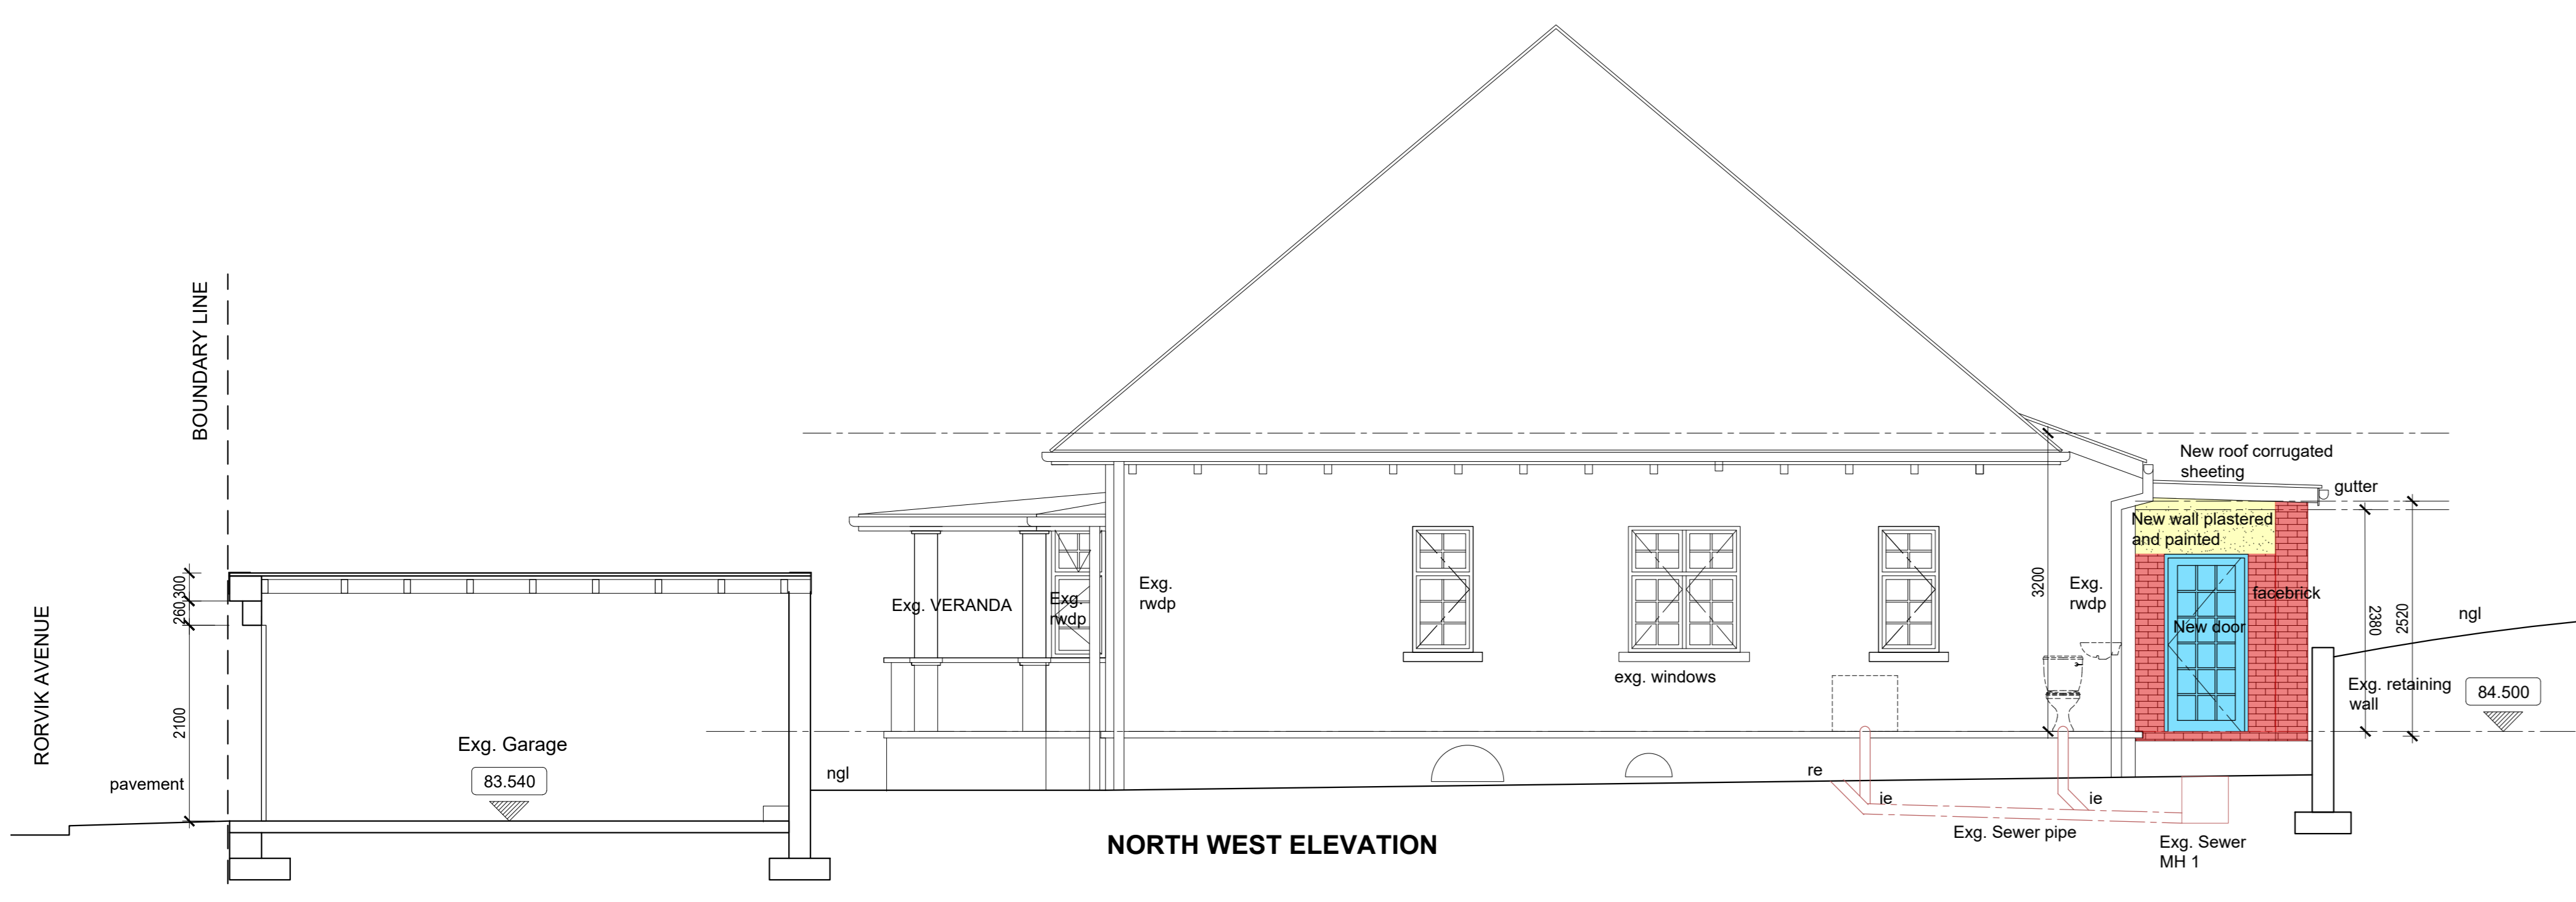 BOUNDARY LINE
RORVIK AVENUE
pavement
300
260
2100
Exg. Garage
83.540
ngl
Exg. VERANDA
Exg.
rwdp
Exg.
rwdp
exg. windows
3200
Exg.
rwdp
New roof corrugated
sheeting
gutter
New wall plastered
and painted
facebrick
New door
2380
2520
ngl
Exg. retaining
wall
84.500
re
ie
ie
Exg. Sewer pipe
Exg. Sewer
MH 1
NORTH WEST ELEVATION